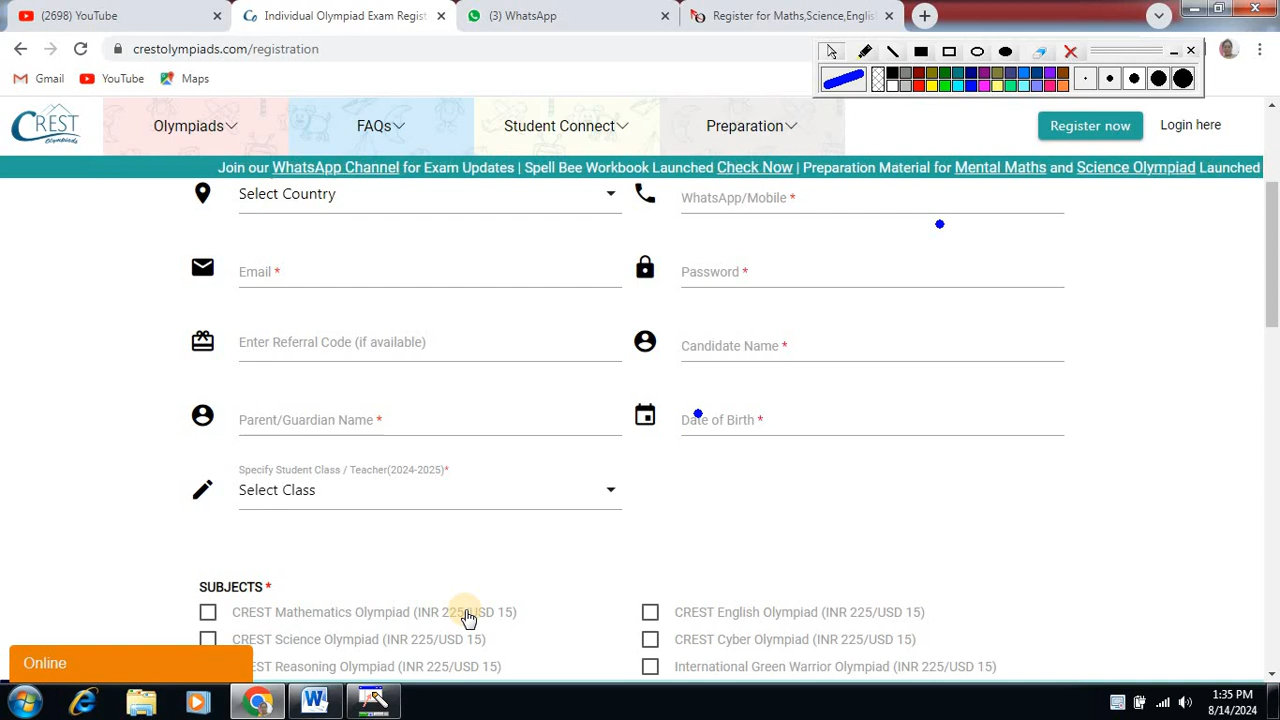 (2698) YouTube
Individual Olympiad Exam Regist
WhatsApp
Register for Maths,Science,Englis
crestolympiads.com/registration
Gmail
YouTube
Maps
CREST
Olympiads
Olympiads
FAQs
Student Connect
Preparation
Register now
Login here
Join our WhatsApp Channel for Exam Updates | Spell Bee Workbook Launched Check Now | Preparation Material for Mental Maths and Science Olympiad Launched
Select Country
WhatsApp/Mobile *
Email *
Password *
Enter Referral Code (if available)
Candidate Name *
Parent/Guardian Name *
Date of Birth *
Specify Student Class / Teacher(2024-2025)*
Select Class
SUBJECTS *
CREST Mathematics Olympiad (INR 225/USD 15)
CREST English Olympiad (INR 225/USD 15)
CREST Science Olympiad (INR 225/USD 15)
CREST Cyber Olympiad (INR 225/USD 15)
Reasoning Olympiad (INR 225/USD 15)
International Green Warrior Olympiad (INR 225/USD 15)
Online
1:35 PM
8/14/2024